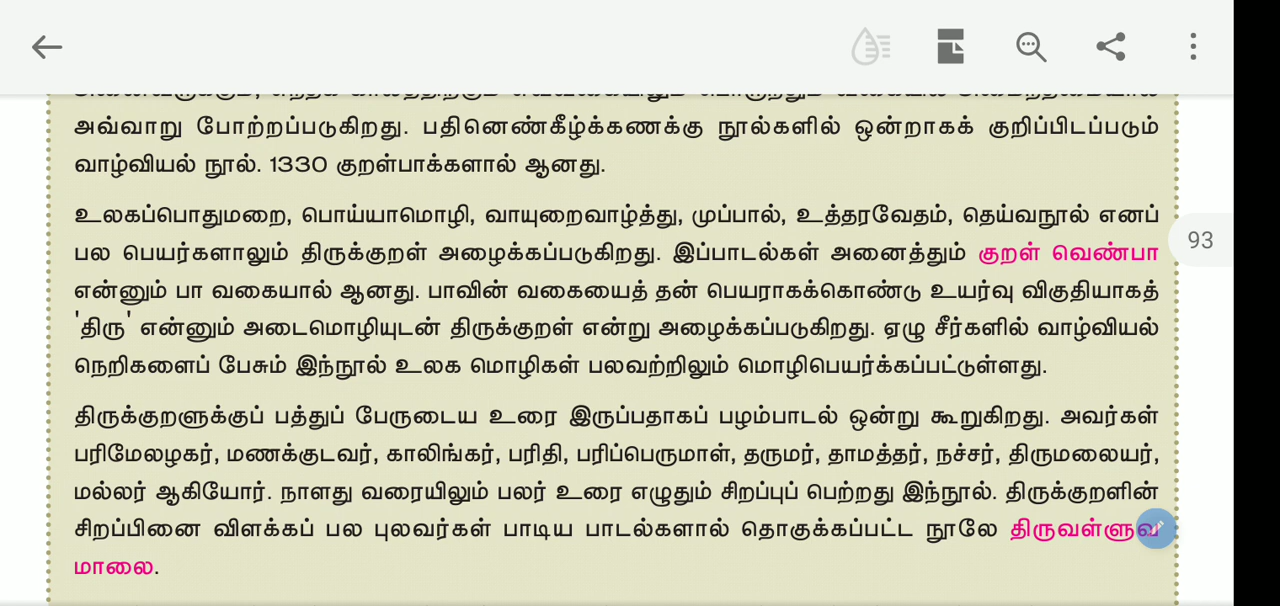 அவ்வாறு போற்றப்படுகிறது. பதினெண்கீழ்க்கணக்கு நூல்களில் ஒன்றாகக் குறிப்பிடப்படும்
வாழ்வியல் நூல். 1330 குறள்பாக்களால் ஆனது.
உலகப்பொதுமறை, பொய்யாமொழி, வாயுறைவாழ்த்து, முப்பால், உத்தரவேதம், தெய்வநூல் எனப்
பல பெயர்களாலும் திருக்குறள் அழைக்கப்படுகிறது. இப்பாடல்கள் அனைத்தும் குறள் வெண்பா
என்னும் பா வகையால் ஆனது. பாவின் வகையைத் தன் பெயராகக்கொண்டு உயர்வு விகுதியாகத்
'திரு' என்னும் அடைமொழியுடன் திருக்குறள் என்று அழைக்கப்படுகிறது. ஏழு சீர்களில் வாழ்வியல்
நெறிகளைப் பேசும் இந்நூல் உலக மொழிகள் பலவற்றிலும் மொழிபெயர்க்கப்பட்டுள்ளது.
திருக்குறளுக்குப் பத்துப் பேருடைய உரை இருப்பதாகப் பழம்பாடல் ஒன்று கூறுகிறது. அவர்கள்
பரிமேலழகர், மணக்குடவர், காலிங்கர், பரிதி, பரிப்பெருமாள், தருமர், தாமத்தர், நச்சர், திருமலையர்,
மல்லர் ஆகியோர். நாளது வரையிலும் பலர் உரை எழுதும் சிறப்புப் பெற்றது இந்நூல். திருக்குறளின்
சிறப்பினை விளக்கப் பல புலவர்கள் பாடிய பாடல்களால் தொகுக்கப்பட்ட நூலே திருவள்ளுவ
மாலை.
93